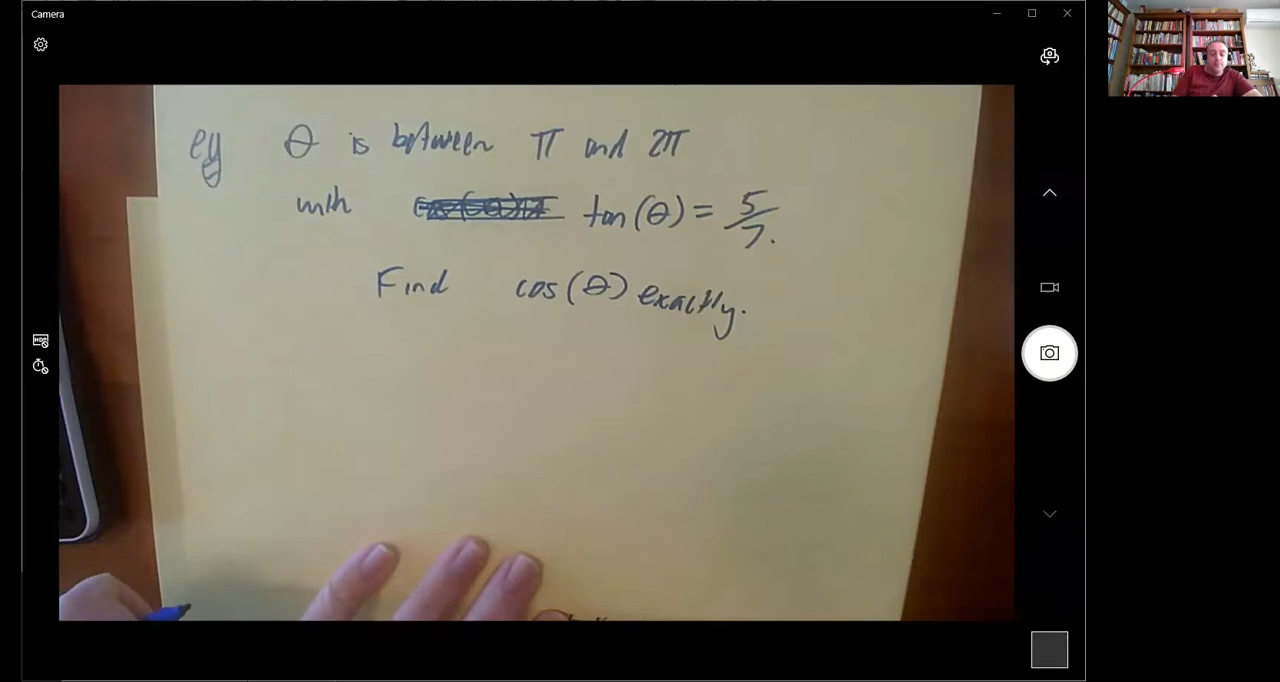 Camera
eg θ is between π and 2π
with tan(θ) = 5/7.
Find cos(θ) exactly.